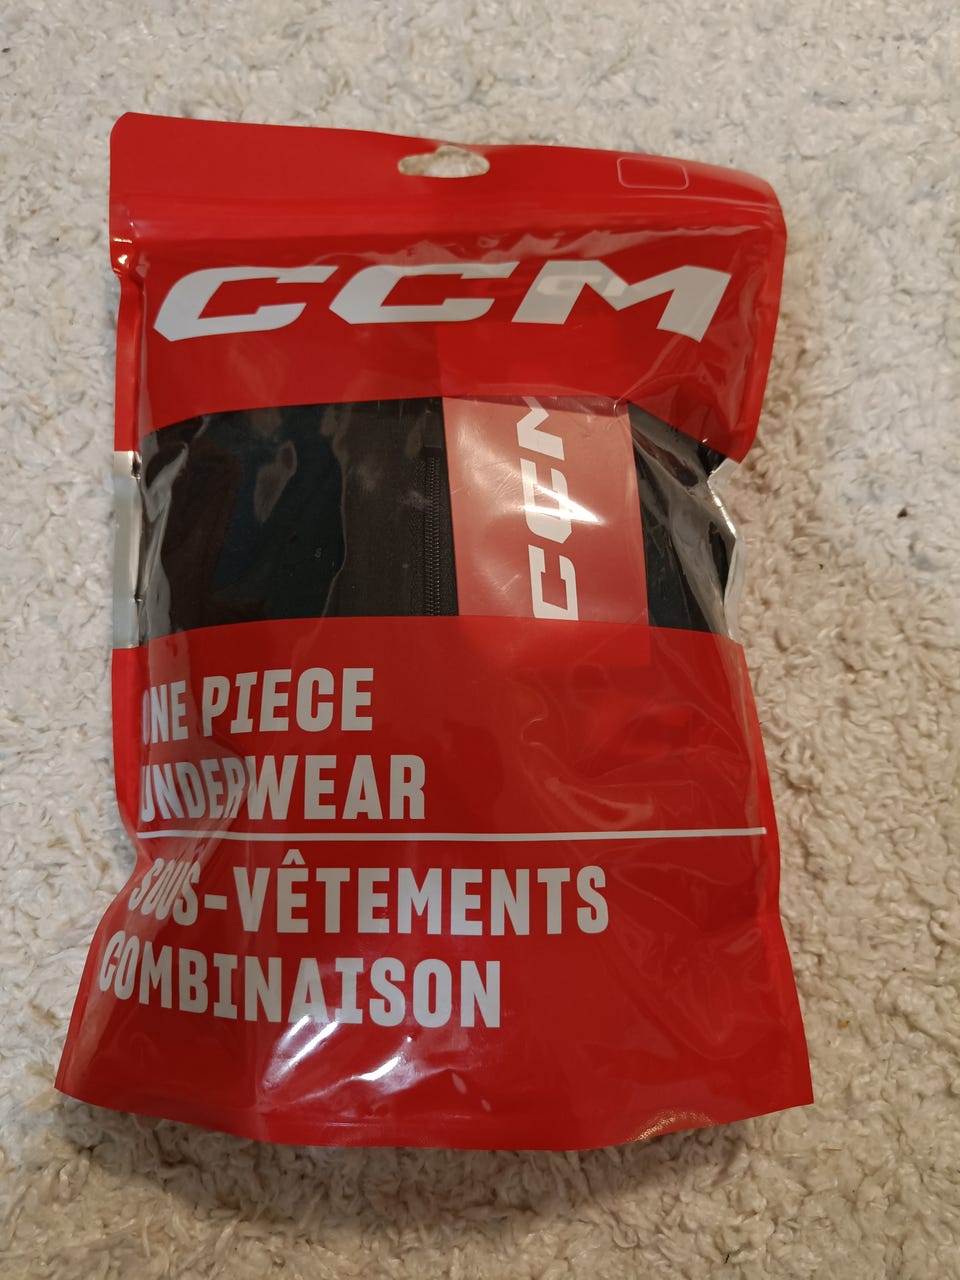 CCM
CCM
ONE PIECE
UNDERWEAR
SOUS-VÊTEMENTS
COMBINAISON